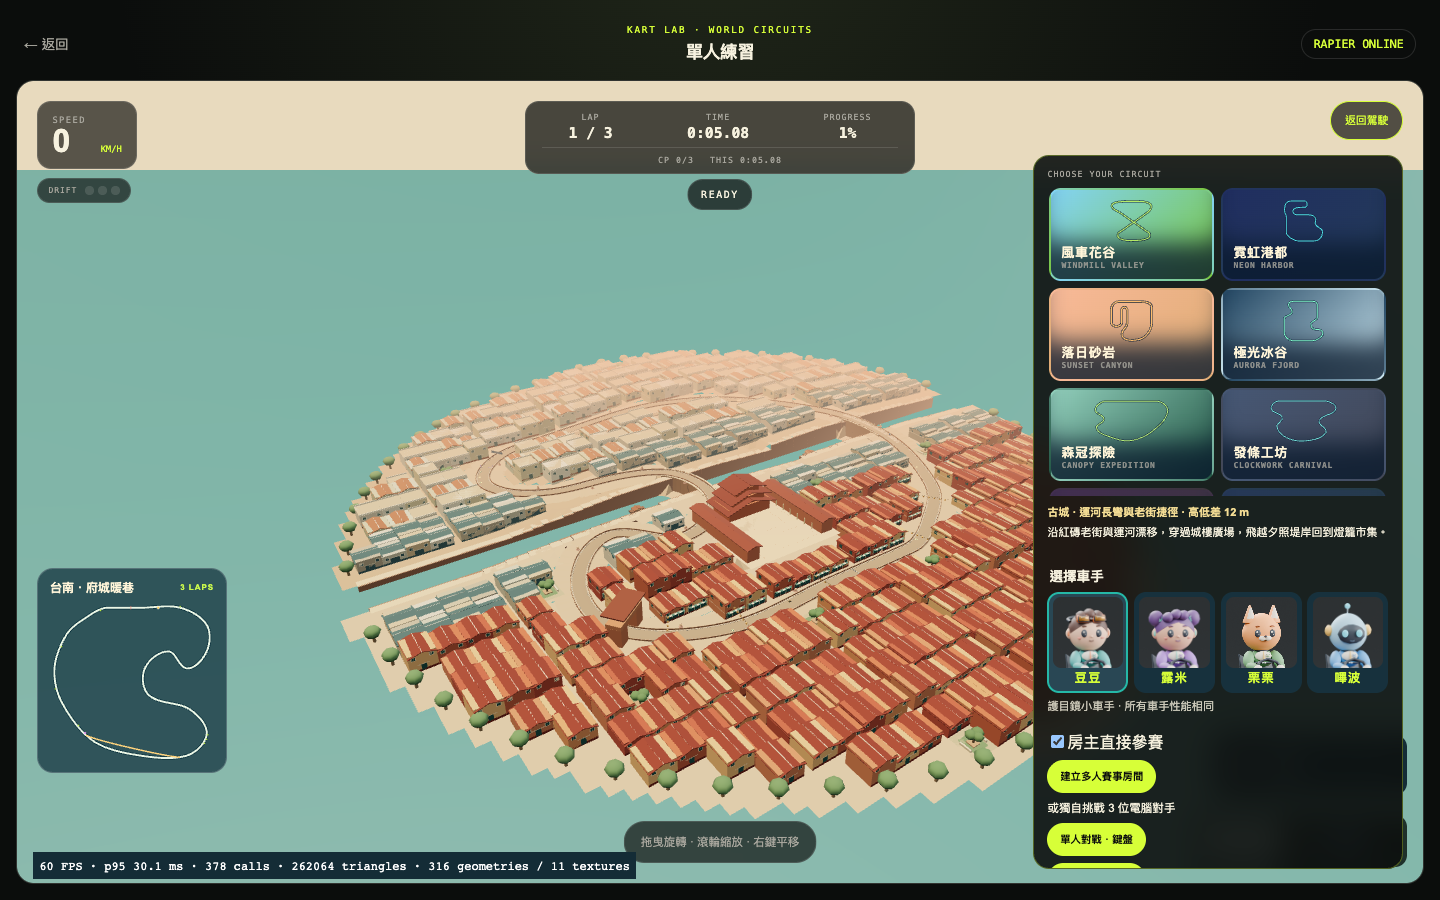 ← 返回
KART LAB · WORLD CIRCUITS
單人練習
RAPIER ONLINE
SPEED
0 KM/H
DRIFT
LAP TIME PROGRESS
1 / 3 0:05.08 1%
CP 0/3 THIS 0:05.08
READY
返回駕駛
CHOOSE YOUR CIRCUIT
風車花谷
WINDMILL VALLEY
霓虹港都
NEON HARBOR
落日砂岩
SUNSET CANYON
極光冰谷
AURORA FJORD
森冠探險
CANOPY EXPEDITION
發條工坊
CLOCKWORK CARNIVAL
古城 · 運河長彎與老街捷徑 · 高低差 12 m
沿紅磚老街與運河漂移，穿過城樓廣場，飛越夕照堤岸回到燈籠市集。
選擇車手
豆豆
露米
栗栗
嗶波
護目鏡小車手 · 所有車手性能相同
房主直接參賽
建立多人賽事房間
或獨自挑戰 3 位電腦對手
單人對戰 · 鍵盤
台南 · 府城暖巷 3 LAPS
拖曳旋轉 · 滾輪縮放 · 右鍵平移
60 FPS · p95 30.1 ms · 378 calls · 262064 triangles · 316 geometries / 11 textures